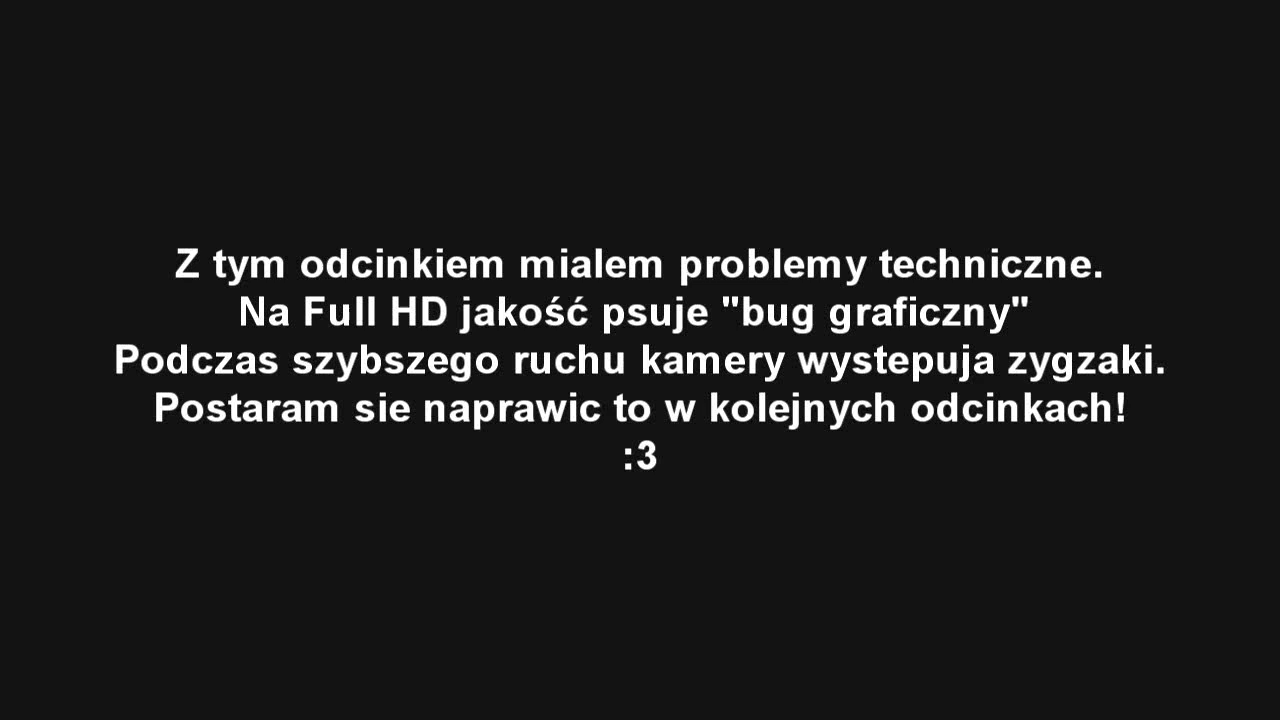 Z tym odcinkiem mialem problemy techniczne.
Na Full HD jakość psuje "bug graficzny"
Podczas szybszego ruchu kamery wystepuja zygzaki.
Postaram sie naprawic to w kolejnych odcinkach!
:3